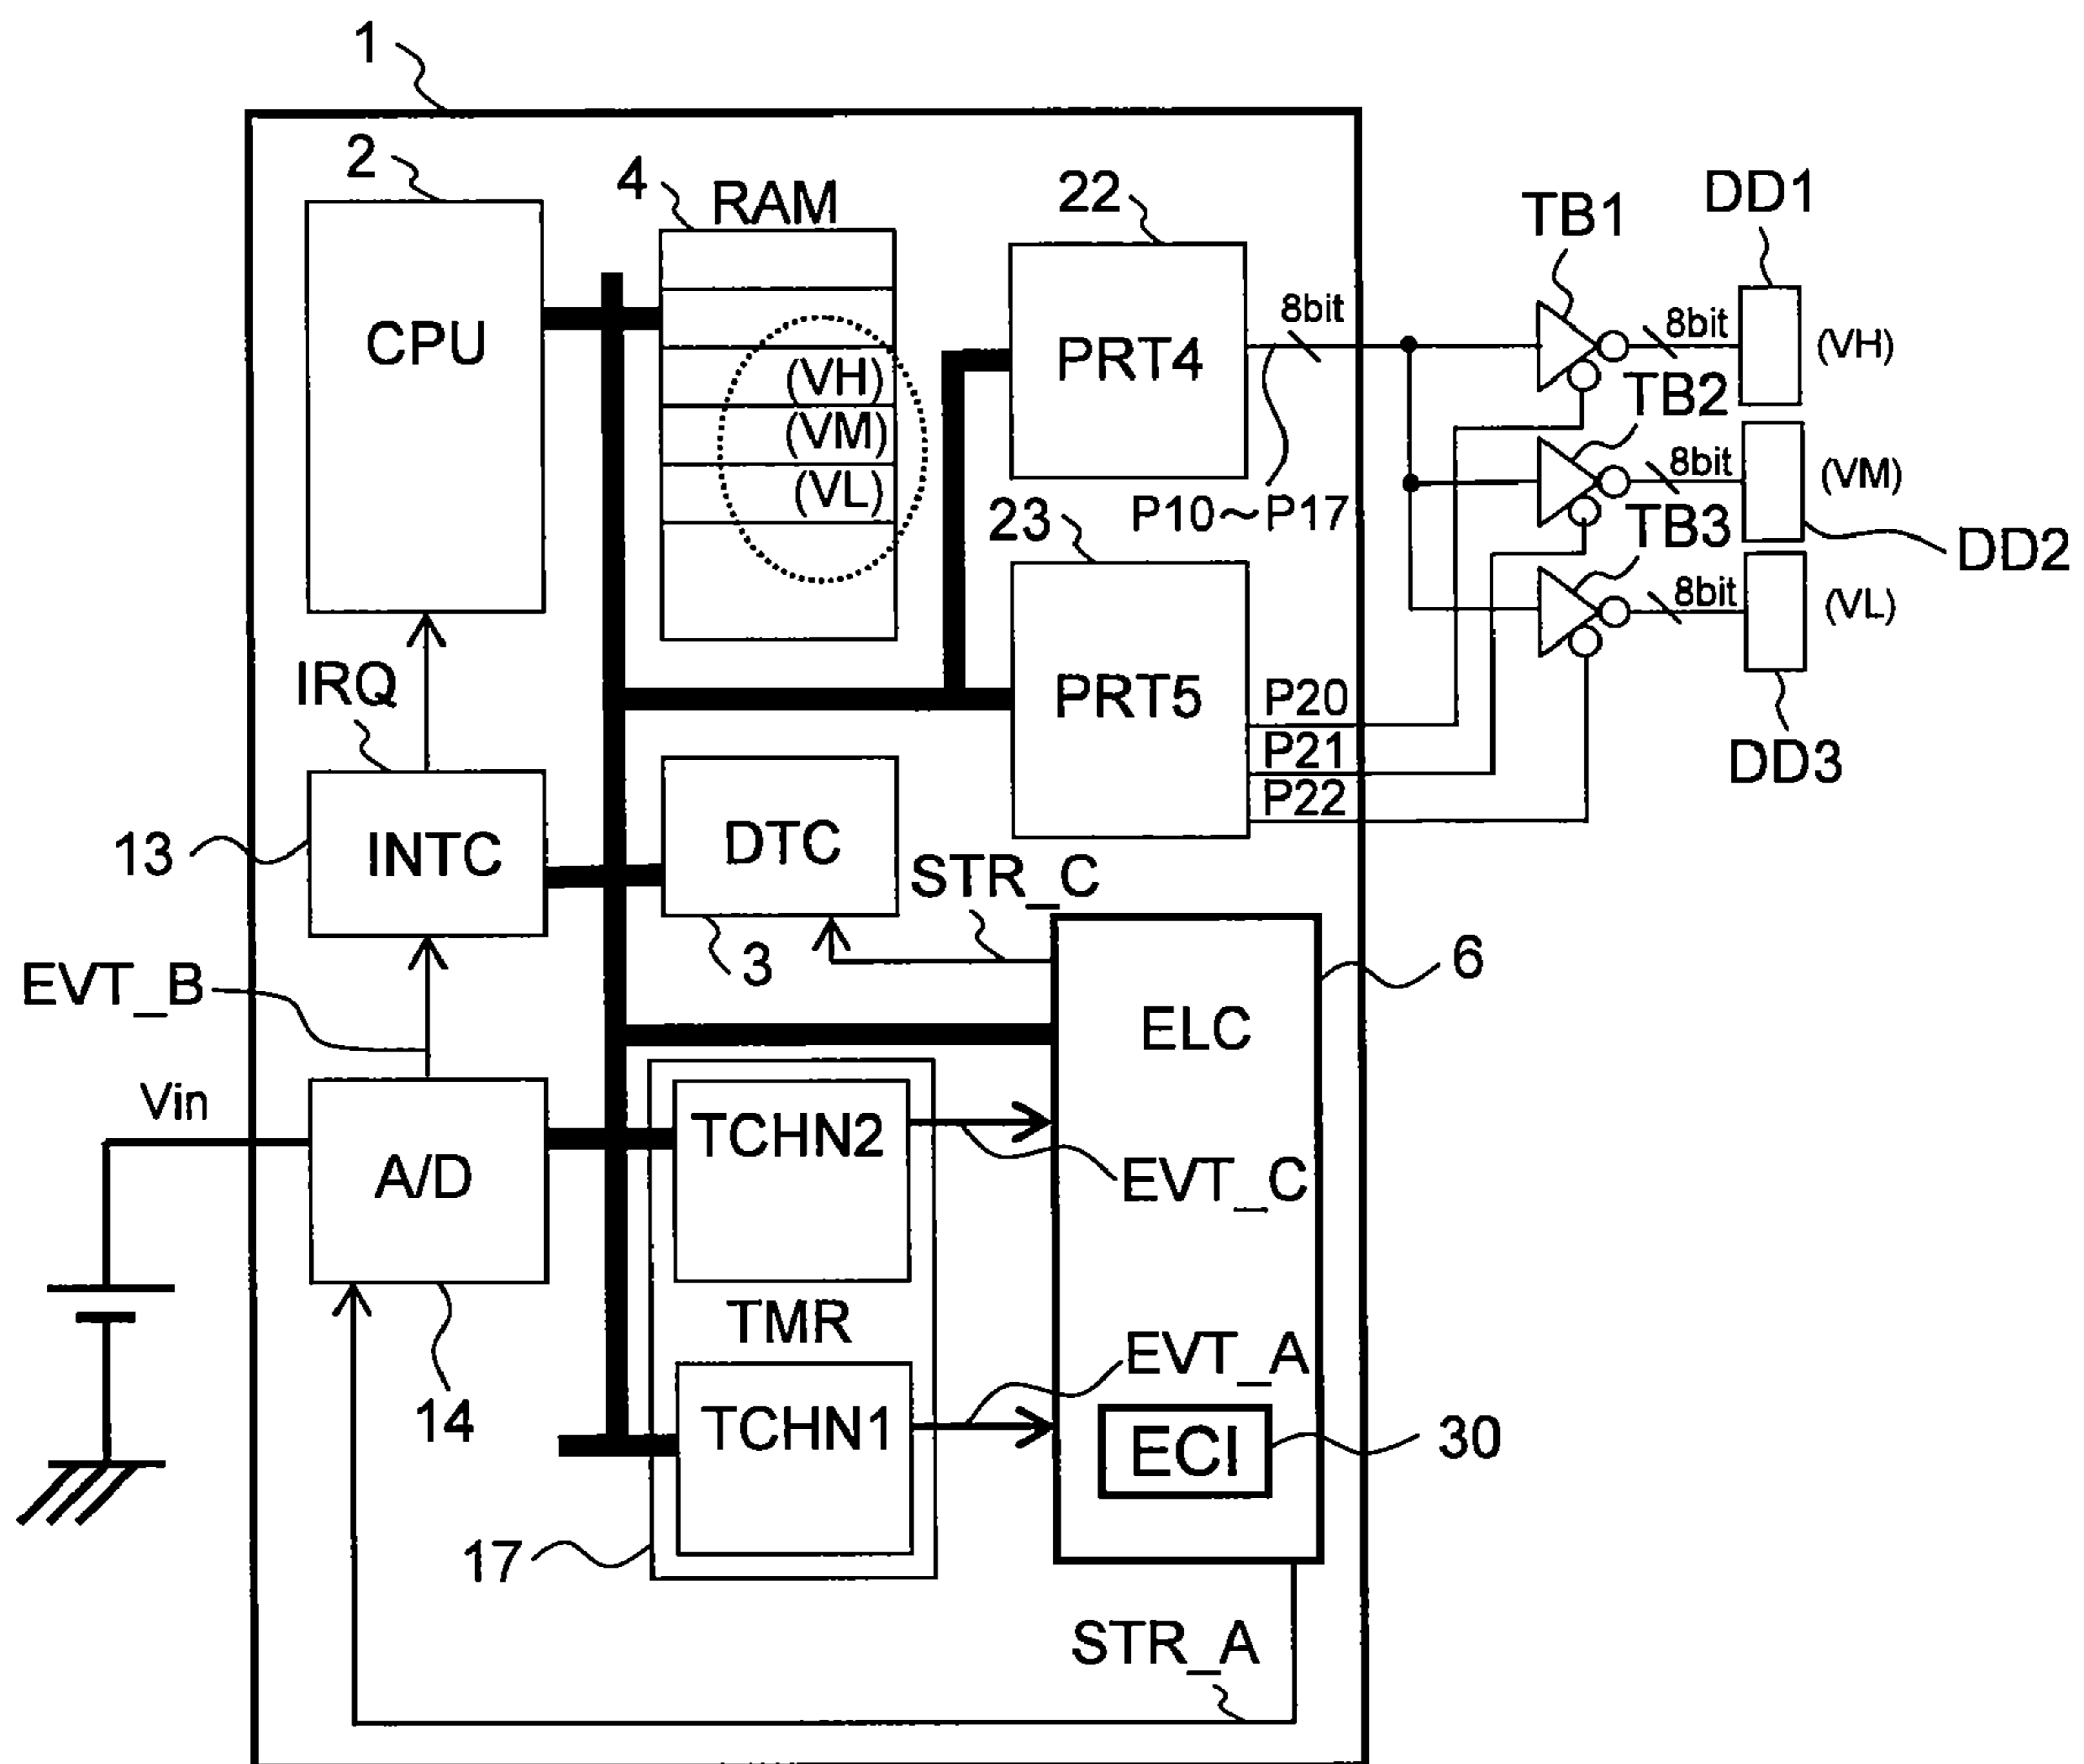 1
2
4
RAM
22
TB1
DD1
CPU
8bit
8bit
PRT4
(VH)
(VH)
TB2
(VM)
8bit
(VM)
(VL)
P10～P17
23
TB3
DD2
8bit
(VL)
IRQ
PRT5
P20
P21
P22
DD3
13
INTC
DTC
STR_C
3
6
EVT_B
ELC
Vin
TCHN2
A/D
EVT_C
TMR
EVT_A
14
TCHN1
ECI
30
17
STR_A